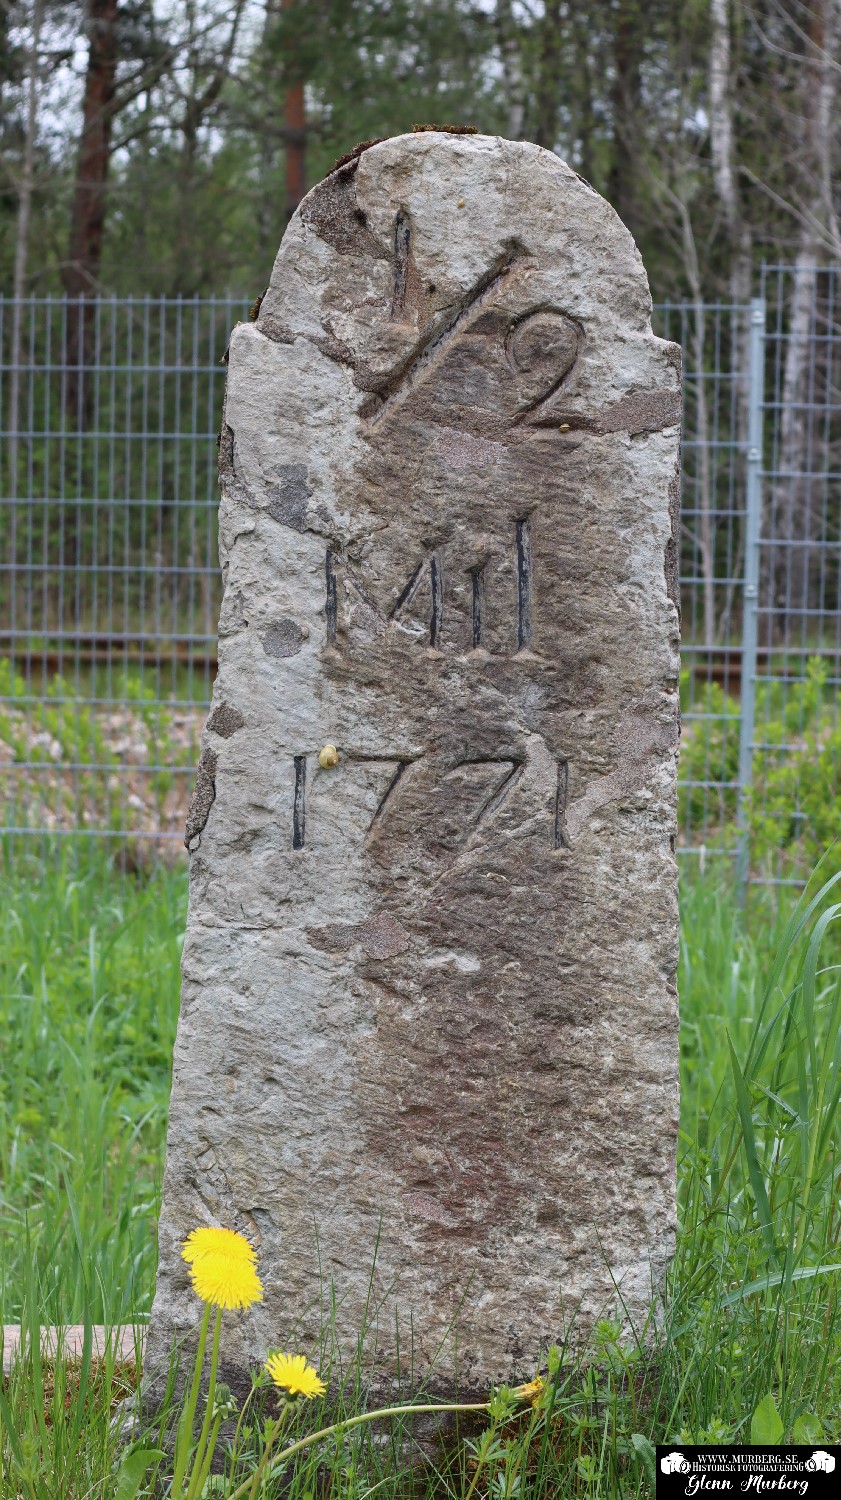 1/2
MIL
1771
WWW.MURBERG.SE
HISTORISK FOTOGRAFERING
Glenn Murberg